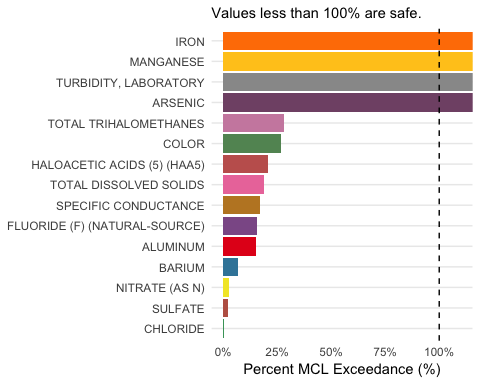 Values less than 100% are safe.
IRON
MANGANESE
TURBIDITY, LABORATORY
ARSENIC
TOTAL TRIHALOMETHANES
COLOR
HALOACETIC ACIDS (5) (HAA5)
TOTAL DISSOLVED SOLIDS
SPECIFIC CONDUCTANCE
FLUORIDE (F) (NATURAL-SOURCE)
ALUMINUM
BARIUM
NITRATE (AS N)
SULFATE
CHLORIDE
0% 25% 50% 75% 100%
Percent MCL Exceedance (%)